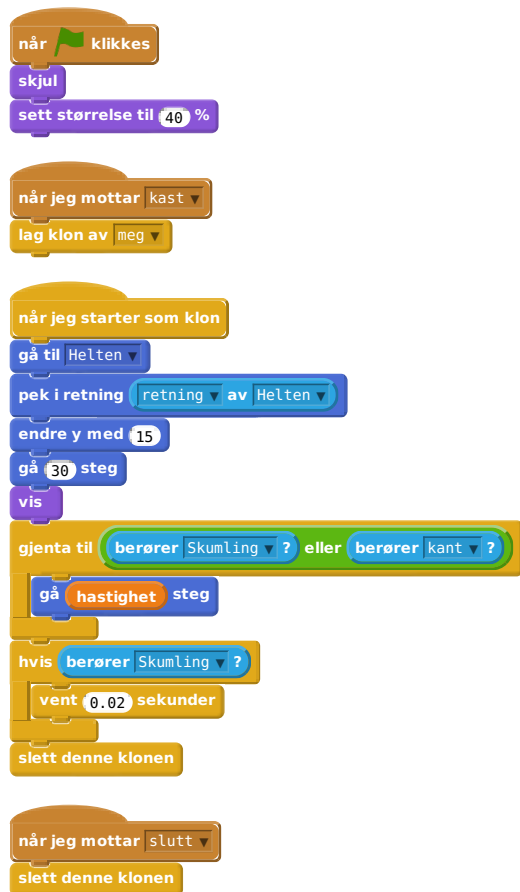 når klikkes
skjul
sett størrelse til 40 %
når jeg mottar kast
lag klon av meg
når jeg starter som klon
gå til Helten
pek i retning retning av Helten
endre y med 15
gå 30 steg
vis
gjenta til berører Skumling ? eller berører kant ?
gå hastighet steg
hvis berører Skumling ?
vent 0.02 sekunder
slett denne klonen
når jeg mottar slutt
slett denne klonen